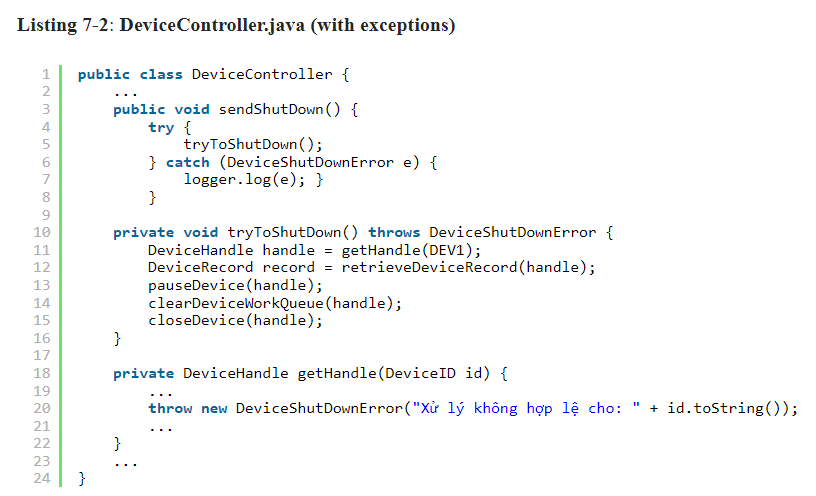 Listing 7-2: DeviceController.java (with exceptions)
1 public class DeviceController {
2 ...
3 public void sendShutDown() {
4 try {
5 tryToShutDown();
6 } catch (DeviceShutDownError e) {
7 logger.log(e); }
8 }
9
10 private void tryToShutDown() throws DeviceShutDownError {
11 DeviceHandle handle = getHandle(DEV1);
12 DeviceRecord record = retrieveDeviceRecord(handle);
13 pauseDevice(handle);
14 clearDeviceWorkQueue(handle);
15 closeDevice(handle);
16 }
17
18 private DeviceHandle getHandle(DeviceID id) {
19 ...
20 throw new DeviceShutDownError("Xử lý không hợp lệ cho: " + id.toString());
21 ...
22 }
23 ...
24 }